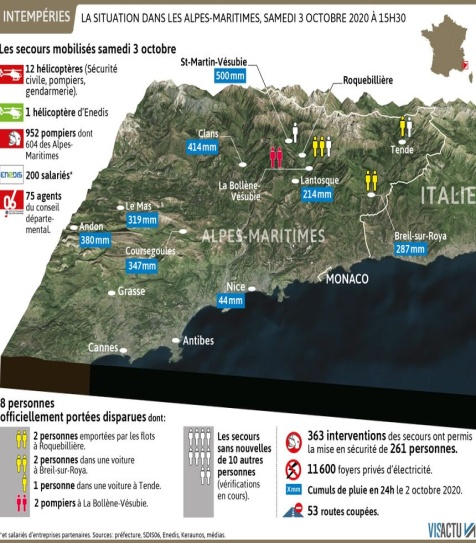 INTEMPÉRIES
LA SITUATION DANS LES ALPES-MARITIMES, SAMEDI 3 OCTOBRE 2020 À 15H30
Les secours mobilisés samedi 3 octobre
12 hélicoptères (Sécurité
civile, pompiers,
gendarmerie).
1 hélicoptère d'Enedis
952 pompiers dont
604 des Alpes-
Maritimes
ENEDIS
200 salariés*
06
75 agents
du conseil
départe-
mental.
St-Martin-Vésubie
500 mm
Roquebillière
Clans
414 mm
La Bollène-
Vésubie
Lantosque
214 mm
Tende
ITALIE
Le Mas
319 mm
Andon
380 mm
Coursegoules
347 mm
ALPES-MARITIMES
Breil-sur-Roya
287 mm
MONACO
Nice
44 mm
Grasse
Antibes
Cannes
8 personnes
officiellement portées disparues dont:
2 personnes emportées par les flots
à Roquebillière.
2 personnes dans une voiture
à Breil-sur-Roya.
1 personne dans une voiture à Tende.
2 pompiers à La Bollène-Vésubie.
Les secours
sans nouvelles
de 10 autres
personnes
(vérifications
en cours).
363 interventions des secours ont permis
la mise en sécurité de 261 personnes.
11 600 foyers privés d'électricité.
Xmm
Cumuls de pluie en 24h le 2 octobre 2020.
53 routes coupées.
*et salariés d'entreprises partenaires. Sources: préfecture, SDIS06, Enedis, Keraunos, médias.
VISACTU